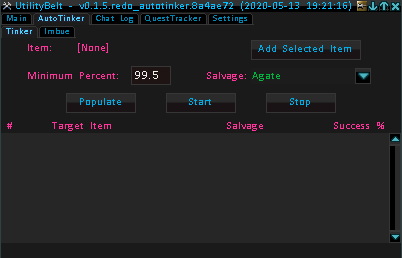 UtilityBelt - v0.1.5.redo_autotinker.8a4ae72 (2020-05-13 19:21:16)
Main AutoTinker Chat Log QuestTracker Settings
Tinker Imbue
Item: [None] Add Selected Item
Minimum Percent: 99.5 Salvage: Agate
Populate Start Stop
# Target Item Salvage Success %